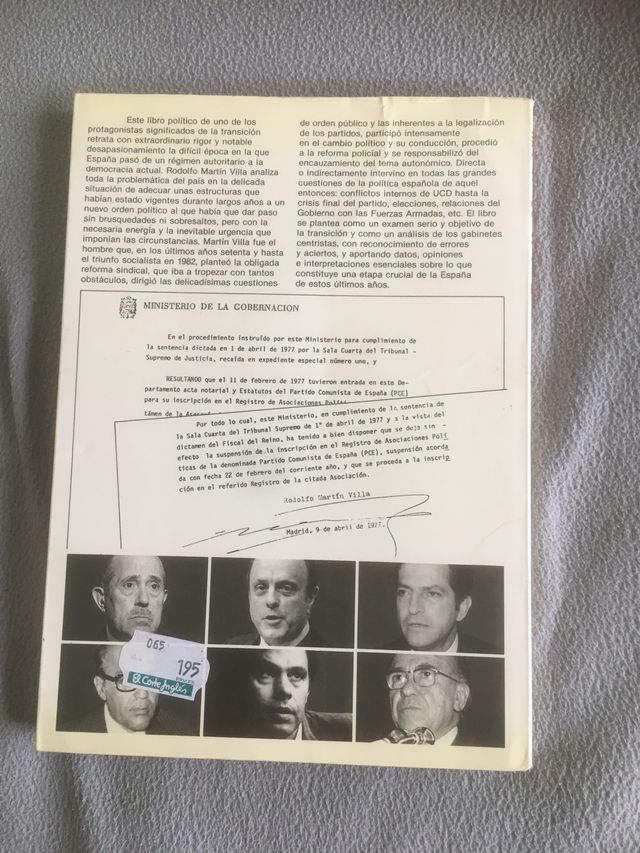 Este libro político de uno de los
protagonistas significados de la transición
retrata con extraordinario rigor y notable
desapasionamiento la difícil época en la que
España pasó de un régimen autoritario a la
democracia actual. Rodolfo Martín Villa analiza
toda la problemática del país en la delicada
situación de adecuar unas estructuras que
habían estado vigentes durante largos años a un
nuevo orden político al que había que dar paso
sin brusquedades ni sobresaltos, pero con la
necesaria energía y la inevitable urgencia que
imponían las circunstancias. Martín Villa fue el
hombre que, en los últimos años setenta y hasta
el triunfo socialista en 1982, planteó la obligada
reforma sindical, que iba a tropezar con tantos
obstáculos, dirigió las delicadísimas cuestiones
de orden público y las inherentes a la legalización
de los partidos, participó intensamente
en el cambio político y su conducción, procedió
a la reforma policial y se responsabilizó del
encauzamiento del tema autonómico. Directa
o indirectamente intervino en todas las grandes
cuestiones de la política española de aquel
entonces: conflictos internos de UCD hasta la
crisis final del partido, elecciones, relaciones del
Gobierno con las Fuerzas Armadas, etc. El libro
se plantea como un examen serio y objetivo de
la transición y como un análisis de los gabinetes
centristas, con reconocimiento de errores
y aciertos, y aportando datos, opiniones
e interpretaciones esenciales sobre lo que
constituye una etapa crucial de la España
de estos últimos años.
MINISTERIO DE LA GOBERNACION
En el procedimiento instruído por este Ministerio para cumplimiento de
la sentencia dictada en 1 de abril de 1977 por la Sala Cuarta del Tribunal -
Supremo de Justicia, recaída en expediente especial número uno, y
RESULTANDO que el 11 de febrero de 1977 tuvieron entrada en este De-
partamento acta notarial y Estatutos del Partido Comunista de España (PCE)
para su inscripción en el Registro de Asociaciones
támen de la
Por todo lo cual, este Ministerio, en cumplimiento de la sentencia de
la Sala Cuarta del Tribunal Supremo de 1º de abril de 1977 y a la vista del
dictamen del Fiscal del Reino, ha tenido a bien disponer que se deje sin -
efecto la suspensión de la inscripción en el Registro de Asociaciones Polí
ticas de la denominada Partido Comunista de España (PCE), suspensión acorda
da con fecha 22 de febrero del corriente año, y que se proceda a la inscrip
ción en el referido Registro de la citada Asociación.
Rodolfo Martín Villa
Madrid, 9 de abril de 1977.
065
195
El Corte Inglés